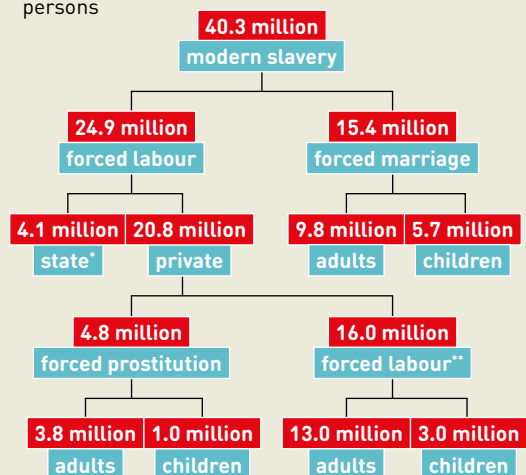 persons
40.3 million
modern slavery
24.9 million
forced labour
15.4 million
forced marriage
4.1 million
state*
20.8 million
private
9.8 million
adults
5.7 million
children
4.8 million
forced prostitution
16.0 million
forced labour**
3.8 million
adults
1.0 million
children
13.0 million
adults
3.0 million
children